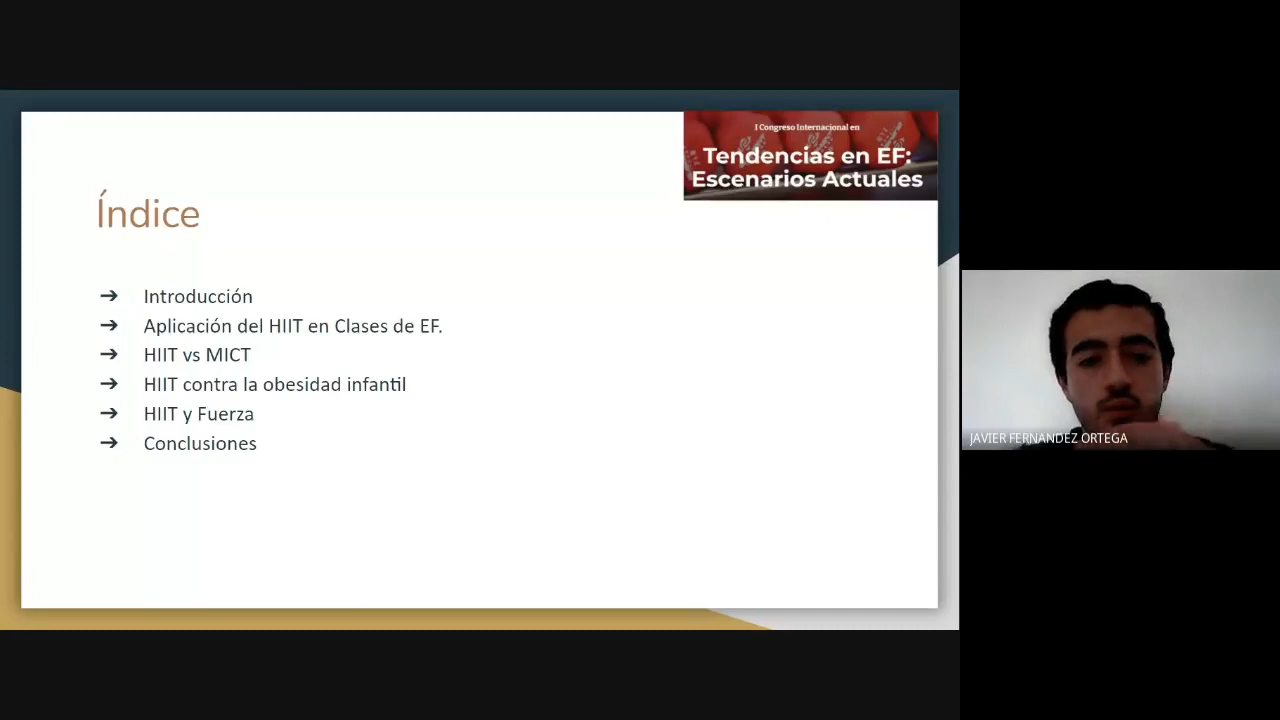 I Congreso Internacional en
Tendencias en EF:
Escenarios Actuales
Índice
➔ Introducción
➔ Aplicación del HIIT en Clases de EF.
➔ HIIT vs MICT
➔ HIIT contra la obesidad infantil
➔ HIIT y Fuerza
➔ Conclusiones
JAVIER FERNANDEZ ORTEGA